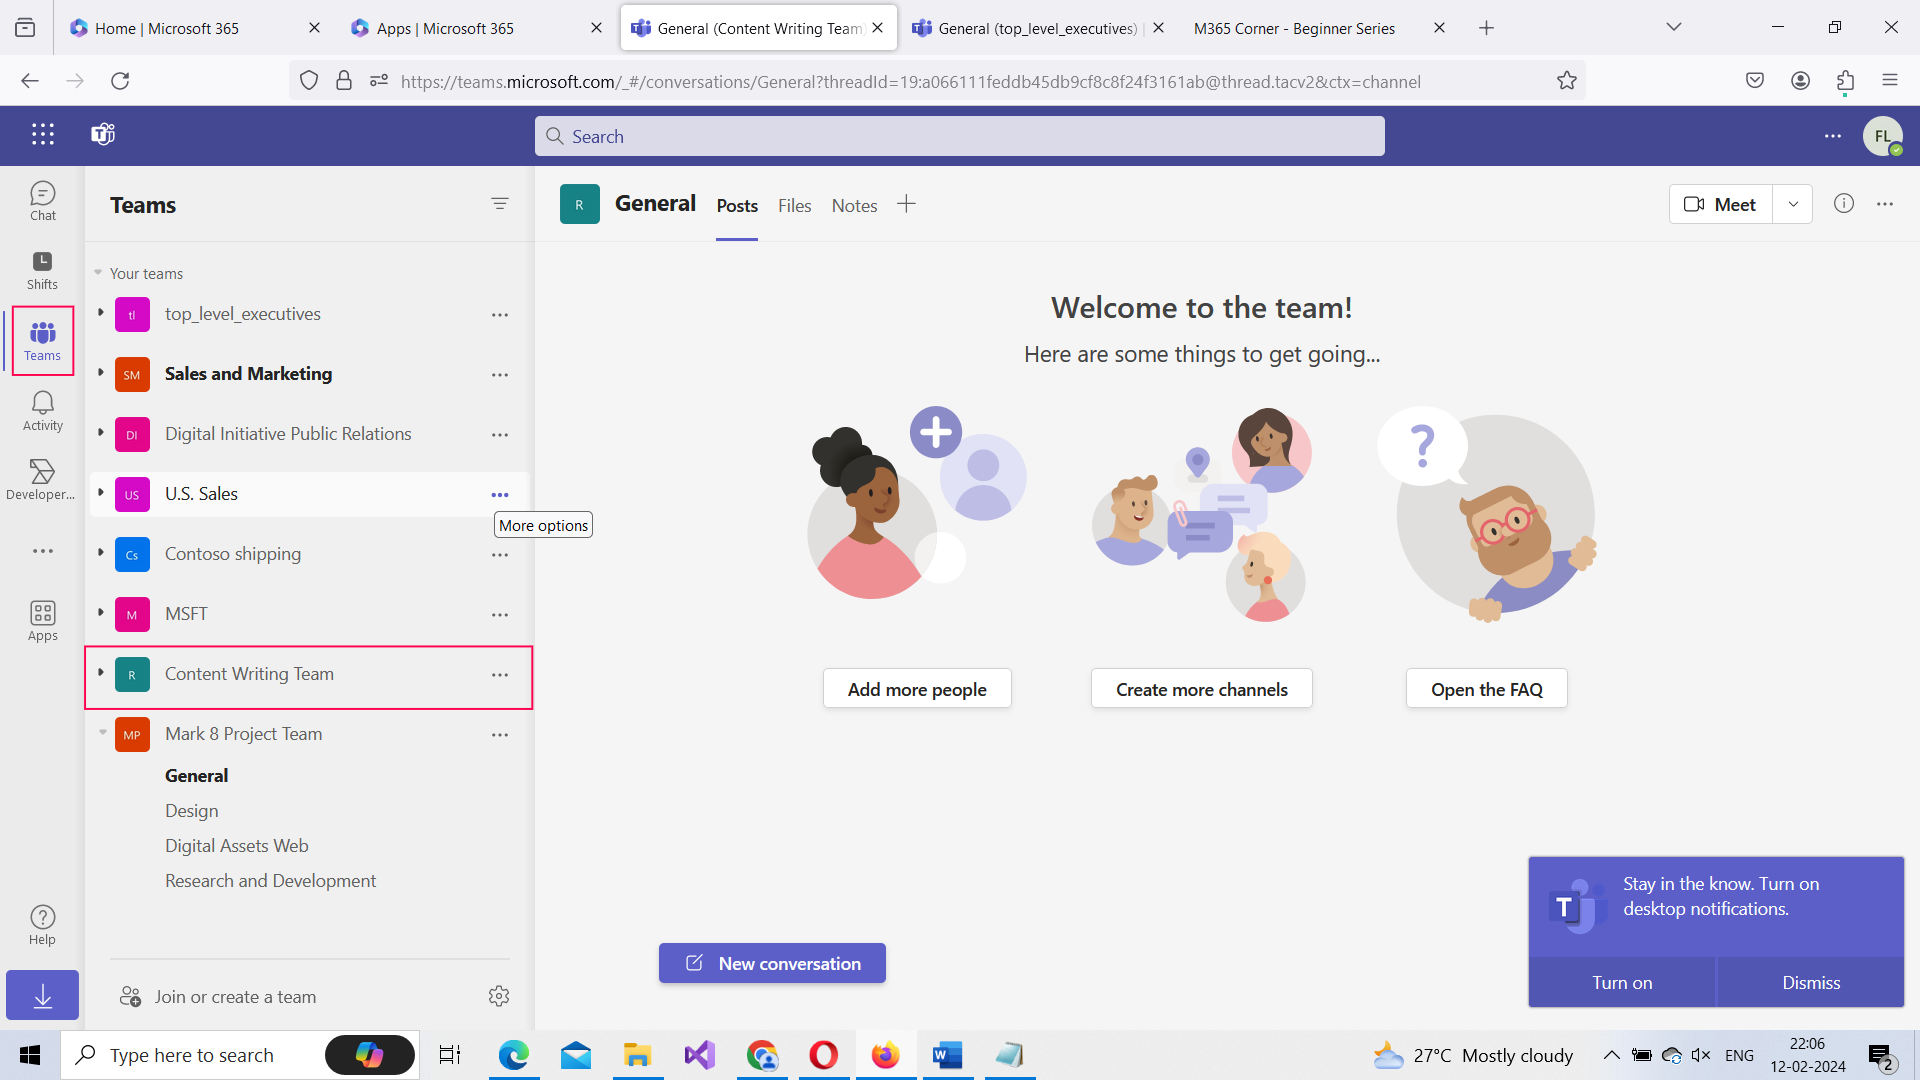 Home | Microsoft 365
Apps | Microsoft 365
General (Content Writing Team)
General (top_level_executives) |
M365 Corner - Beginner Series
https://teams.microsoft.com/_#/conversations/General?threadId=19:a066111feddb45db9cf8c8f24f3161ab@thread.tacv2&ctx=channel
T
Search
FL
Chat
Shifts
Teams
Activity
Developer...
Apps
Help
Teams
Your teams
tl top_level_executives
SM Sales and Marketing
DI Digital Initiative Public Relations
US U.S. Sales
More options
Cs Contoso shipping
M MSFT
R Content Writing Team
MP Mark 8 Project Team
General
Design
Digital Assets Web
Research and Development
Join or create a team
R General Posts Files Notes
Meet
Welcome to the team!
Here are some things to get going...
?
Add more people
Create more channels
Open the FAQ
New conversation
T
Stay in the know. Turn on
desktop notifications.
Turn on Dismiss
Type here to search
W
27°C Mostly cloudy
ENG
22:06
12-02-2024
2